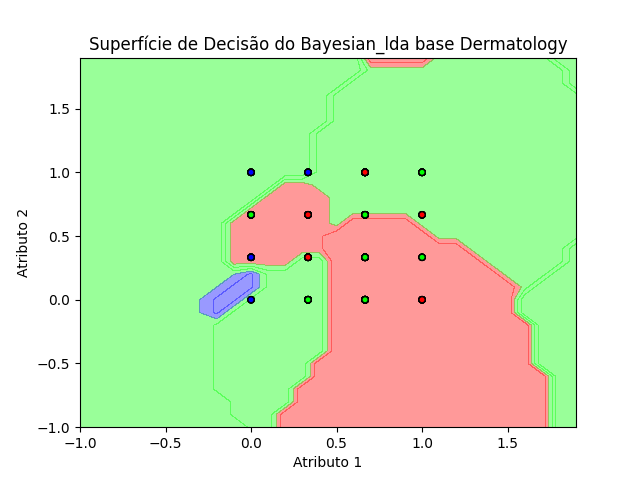 Superfície de Decisão do Bayesian_lda base Dermatology
Atributo 2
1.5
1.0
0.5
0.0
−0.5
−1.0
−1.0 −0.5 0.0 0.5 1.0 1.5
Atributo 1